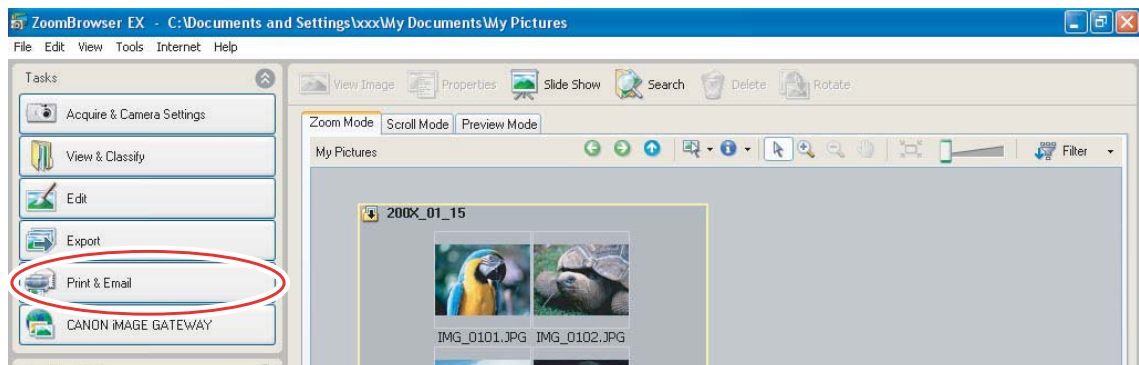 ZoomBrowser EX - C:\Documents and Settings\xxx\My Documents\My Pictures
File Edit View Tools Internet Help
Tasks
Acquire & Camera Settings
View & Classify
Edit
Export
Print & Email
CANON iMAGE GATEWAY
View Image Properties Slide Show Search Delete Rotate
Zoom Mode Scroll Mode Preview Mode
My Pictures Filter
200X_01_15
IMG_0101.JPG IMG_0102.JPG